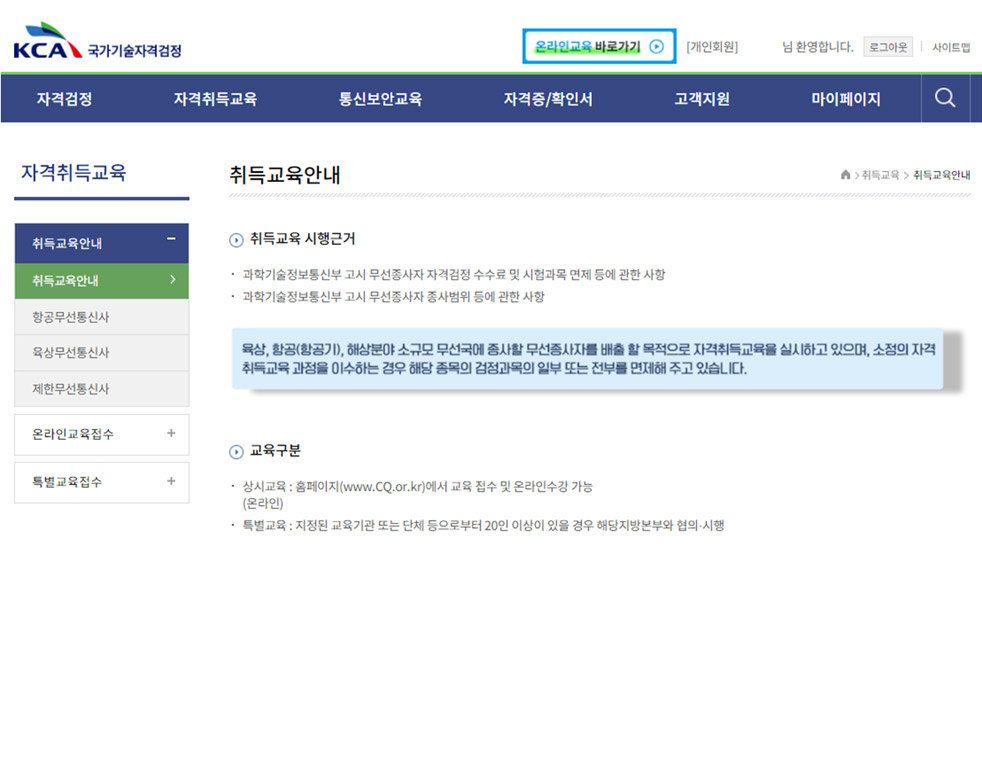 KCA 국가기술자격검정
온라인교육 바로가기 [개인회원] 님 환영합니다. 로그아웃 사이트맵
자격검정 자격취득교육 통신보안교육 자격증/확인서 고객지원 마이페이지
자격취득교육
취득교육안내
취득교육 > 취득교육안내
취득교육안내
취득교육안내
항공무선통신사
육상무선통신사
제한무선통신사
온라인교육접수
특별교육접수
취득교육 시행근거
· 과학기술정보통신부 고시 무선종사자 자격검정 수수료 및 시험과목 면제 등에 관한 사항
· 과학기술정보통신부 고시 무선종사자 종사범위 등에 관한 사항
육상, 항공(항공기), 해상분야 소규모 무선국에 종사할 무선종사자를 배출 할 목적으로 자격취득교육을 실시하고 있으며, 소정의 자격
취득교육 과정을 이수하는 경우 해당 종목의 검정과목의 일부 또는 전부를 면제해 주고 있습니다.
교육구분
· 상시교육 : 홈페이지(www.CQ.or.kr)에서 교육 접수 및 온라인수강 가능
(온라인)
· 특별교육 : 지정된 교육기관 또는 단체 등으로부터 20인 이상이 있을 경우 해당지방본부와 협의·시행